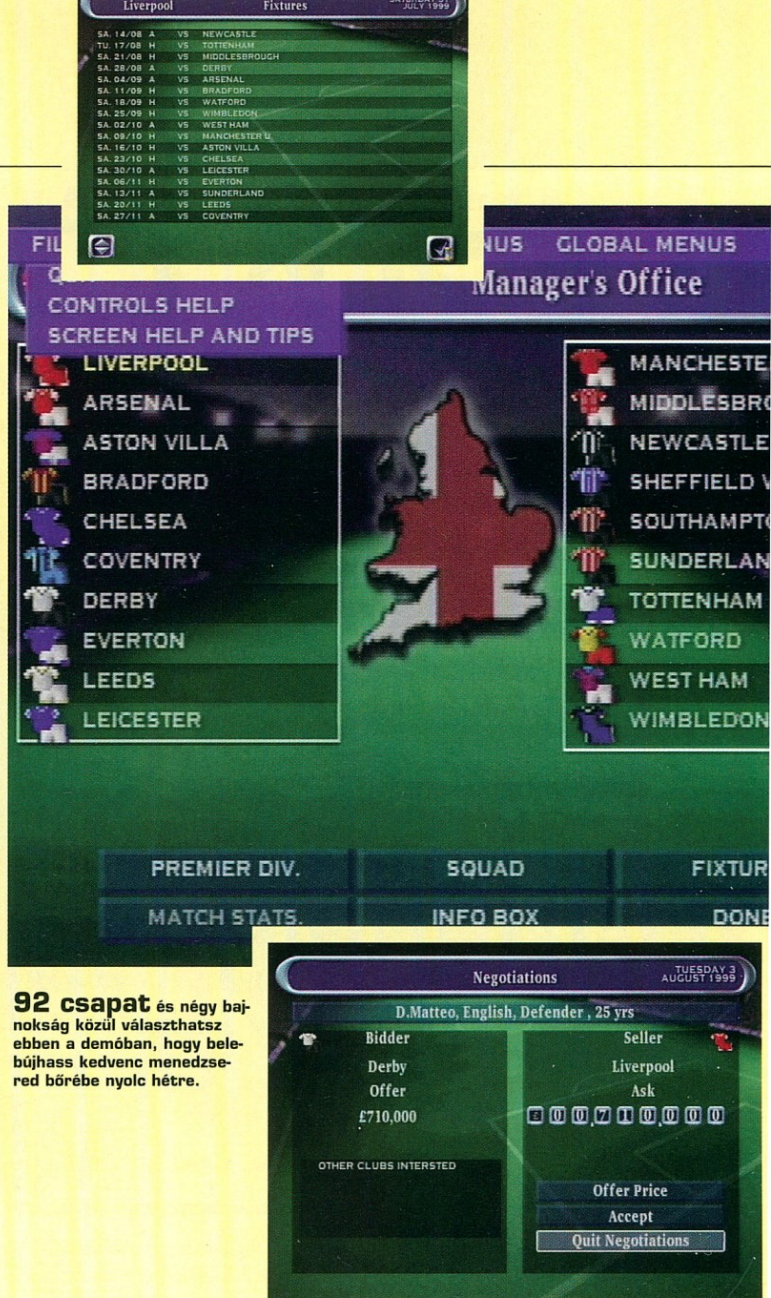 Liverpool Fixtures SATURDAY 31 JULY 1999
SA. 14/08 A VS NEWCASTLE
TU. 17/08 H VS TOTTENHAM
SA. 21/08 H VS MIDDLESBROUGH
SA. 28/08 A VS DERBY
SA. 04/09 A VS ARSENAL
SA. 11/09 H VS BRADFORD
SA. 18/09 H VS WATFORD
SA. 25/09 H VS WIMBLEDON
SA. 02/10 A VS WEST HAM
SA. 09/10 H VS MANCHESTER U.
SA. 16/10 H VS ASTON VILLA
SA. 23/10 H VS CHELSEA
SA. 30/10 A VS LEICESTER
SA. 06/11 H VS EVERTON
SA. 13/11 A VS SUNDERLAND
SA. 20/11 H VS LEEDS
SA. 27/11 A VS COVENTRY
FIL NUS GLOBAL MENUS
Manager's Office
CONTROLS HELP
SCREEN HELP AND TIPS
LIVERPOOL
ARSENAL
ASTON VILLA
BRADFORD
CHELSEA
COVENTRY
DERBY
EVERTON
LEEDS
LEICESTER
MANCHESTE
MIDDLESBRO
NEWCASTLE
SHEFFIELD W
SOUTHAMPTO
SUNDERLAN
TOTTENHAM
WATFORD
WEST HAM
WIMBLEDON
PREMIER DIV. SQUAD FIXTUR
MATCH STATS. INFO BOX DONE
92 csapat és négy baj-
nokság közül választhatsz
ebben a demóban, hogy bele-
bújhass kedvenc menedzse-
red bőrébe nyolc hétre.
Negotiations TUESDAY 3 AUGUST 1999
D.Matteo, English, Defender , 25 yrs
Bidder
Derby
Offer
£710,000
OTHER CLUBS INTERSTED
Seller
Liverpool
Ask
£00,710,000
Offer Price
Accept
Quit Negotiations